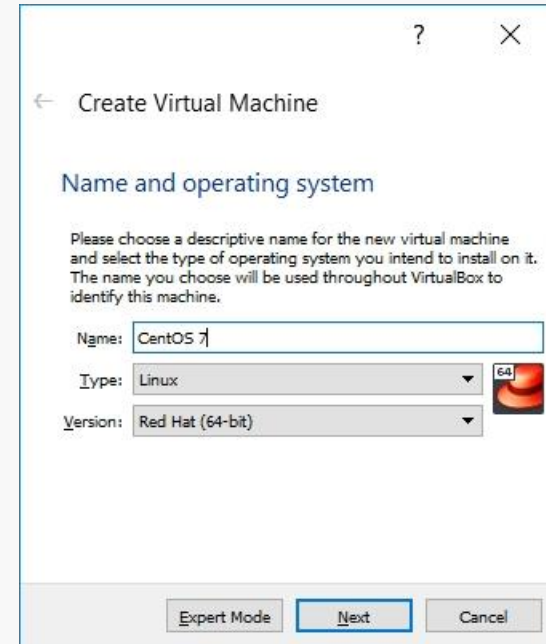 ?
Create Virtual Machine
Name and operating system
Please choose a descriptive name for the new virtual machine
and select the type of operating system you intend to install on it.
The name you choose will be used throughout VirtualBox to
identify this machine.
Name: CentOS 7
Type: Linux
64
Version: Red Hat (64-bit)
Expert Mode Next Cancel